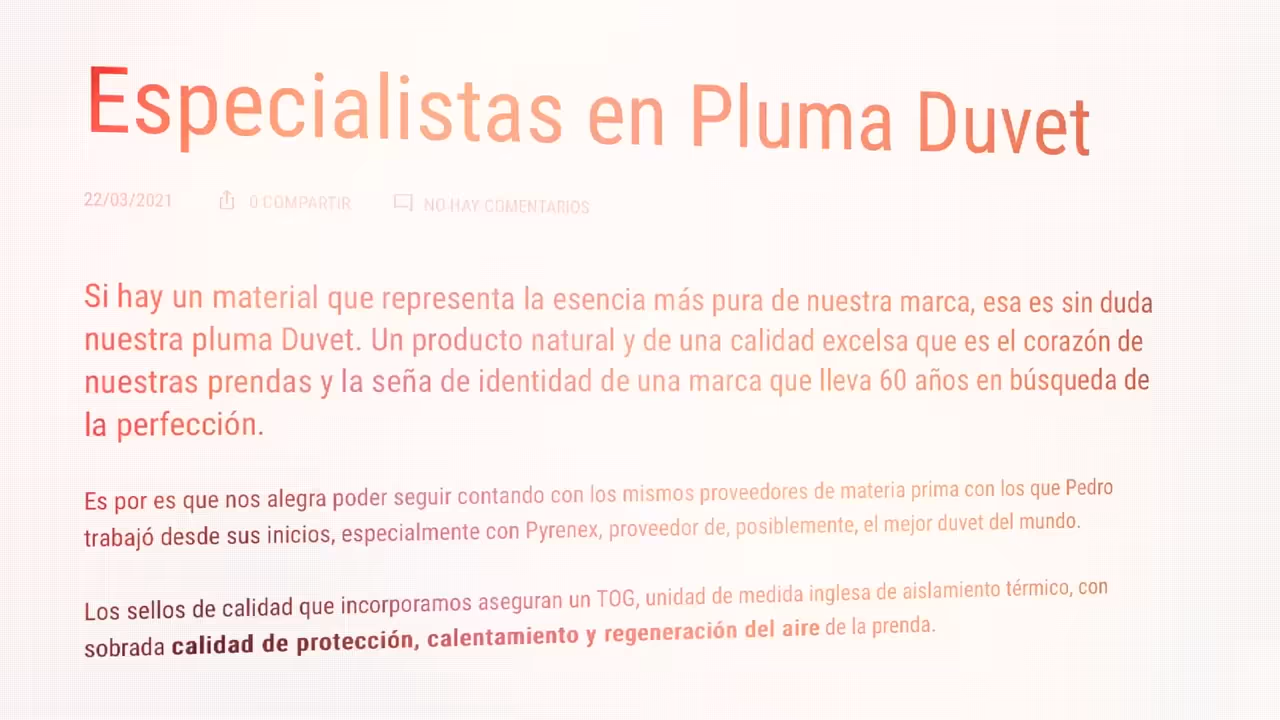 Especialistas en Pluma Duvet
22/03/2021 0 COMPARTIR NO HAY COMENTARIOS
Si hay un material que representa la esencia más pura de nuestra marca, esa es sin duda
nuestra pluma Duvet. Un producto natural y de una calidad excelsa que es el corazón de
nuestras prendas y la seña de identidad de una marca que lleva 60 años en búsqueda de
la perfección.
Es por es que nos alegra poder seguir contando con los mismos proveedores de materia prima con los que Pedro
trabajó desde sus inicios, especialmente con Pyrenex, proveedor de, posiblemente, el mejor duvet del mundo.
Los sellos de calidad que incorporamos aseguran un TOG, unidad de medida inglesa de aislamiento térmico, con
sobrada calidad de protección, calentamiento y regeneración del aire de la prenda.